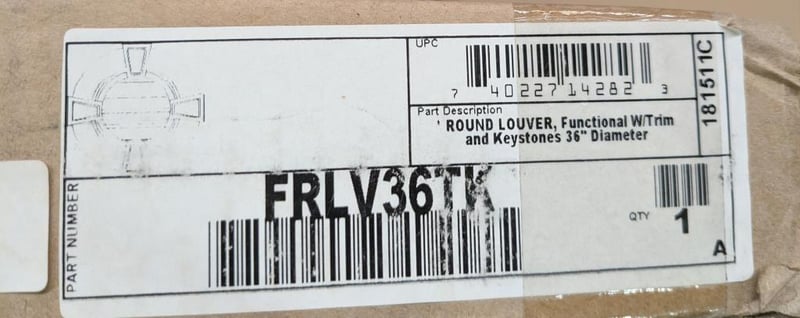 UPC
7 40227 14282 3
181511C
Part Description
' ROUND LOUVER, Functional W/Trim
and Keystones 36" Diameter
PART NUMBER
FRLV36TK
QTY 1
A